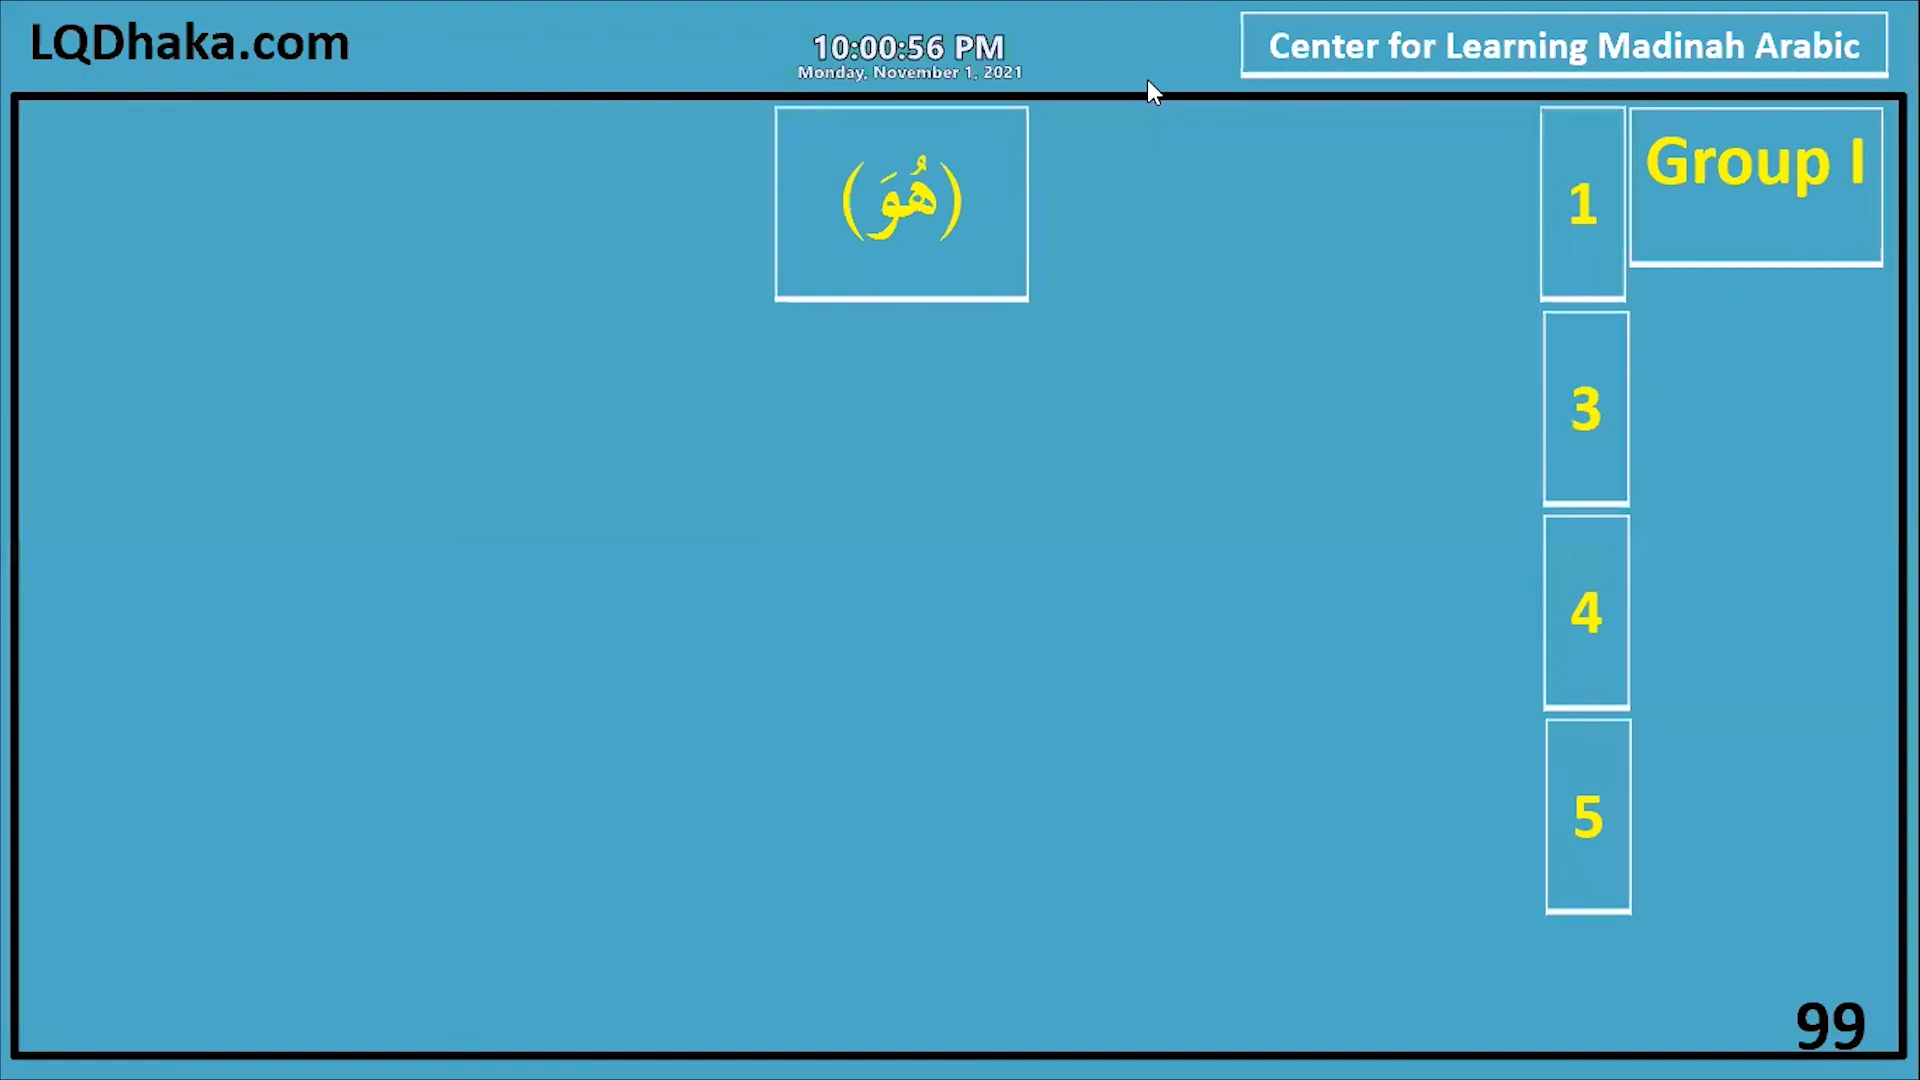 LQDhaka.com
10:00:56 PM
Monday, November 1, 2021
Center for Learning Madinah Arabic
(هُوَ)
1
Group I
3
4
5
99